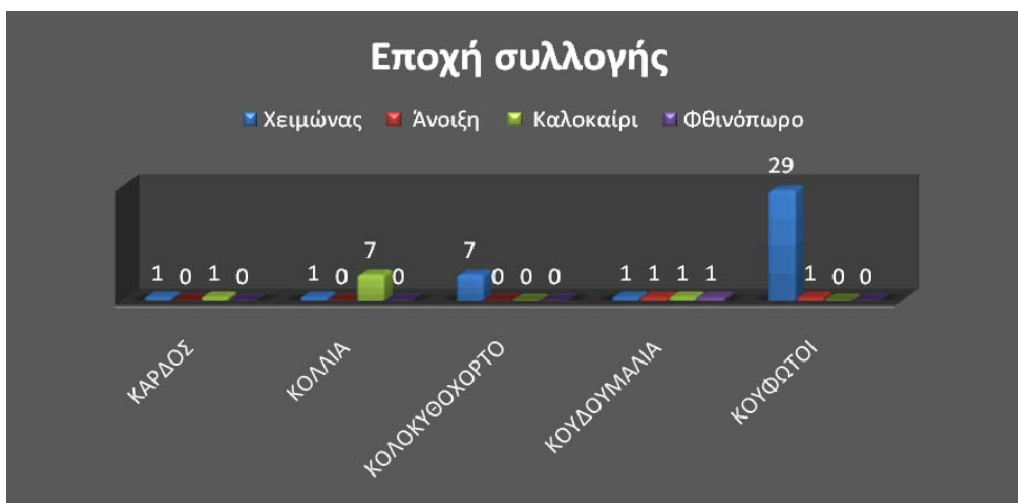 Εποχή συλλογής
Χειμώνας Άνοιξη Καλοκαίρι Φθινόπωρο
29
7 7
1 0 1 0 1 0 0 0 0 0 1 1 1 1 1 0 0
ΚΑΡΔΟΣ
ΚΟΛΛΙΑ
ΚΟΛΟΚΥΘΟΧΟΡΤΟ
ΚΟΥΔΟΥΜΑΛΙΑ
ΚΟΥΦΩΤΟΙ